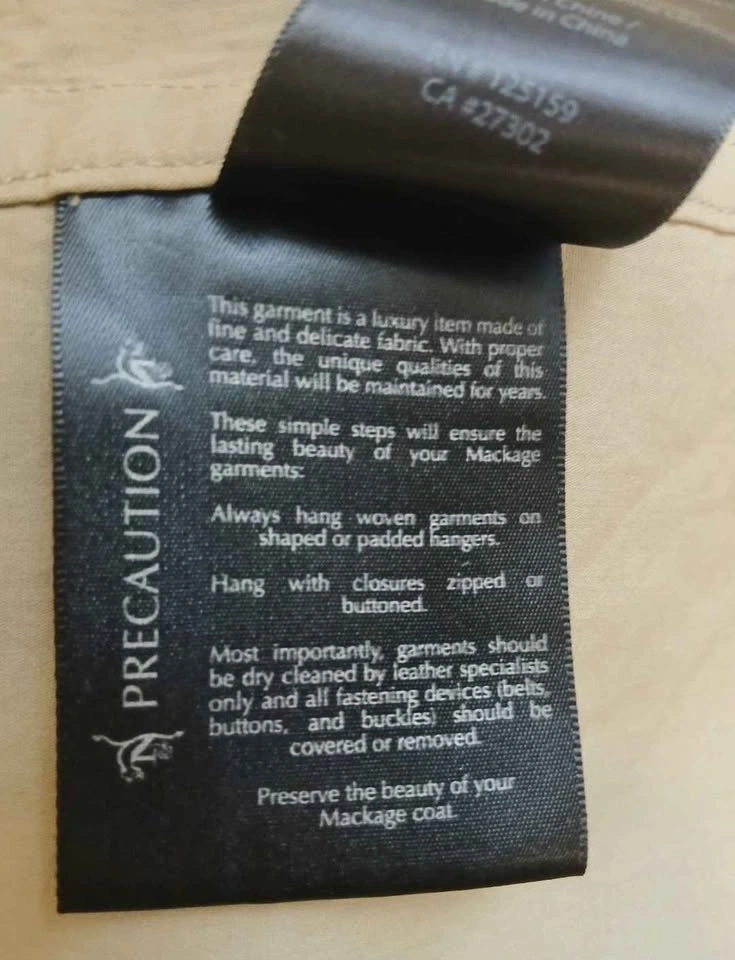 Chine /
Made in China
RN # 125159
CA #27302
PRECAUTION
This garment is a luxury item made of
fine and delicate fabric. With proper
care, the unique qualities of this
material will be maintained for years.
These simple steps will ensure the
lasting beauty of your Mackage
garments:
Always hang woven garments on
shaped or padded hangers.
Hang with closures zipped or
buttoned.
Most importantly, garments should
be dry cleaned by leather specialists
only and all fastening devices (belts,
buttons, and buckles) should be
covered or removed.
Preserve the beauty of your
Mackage coat.